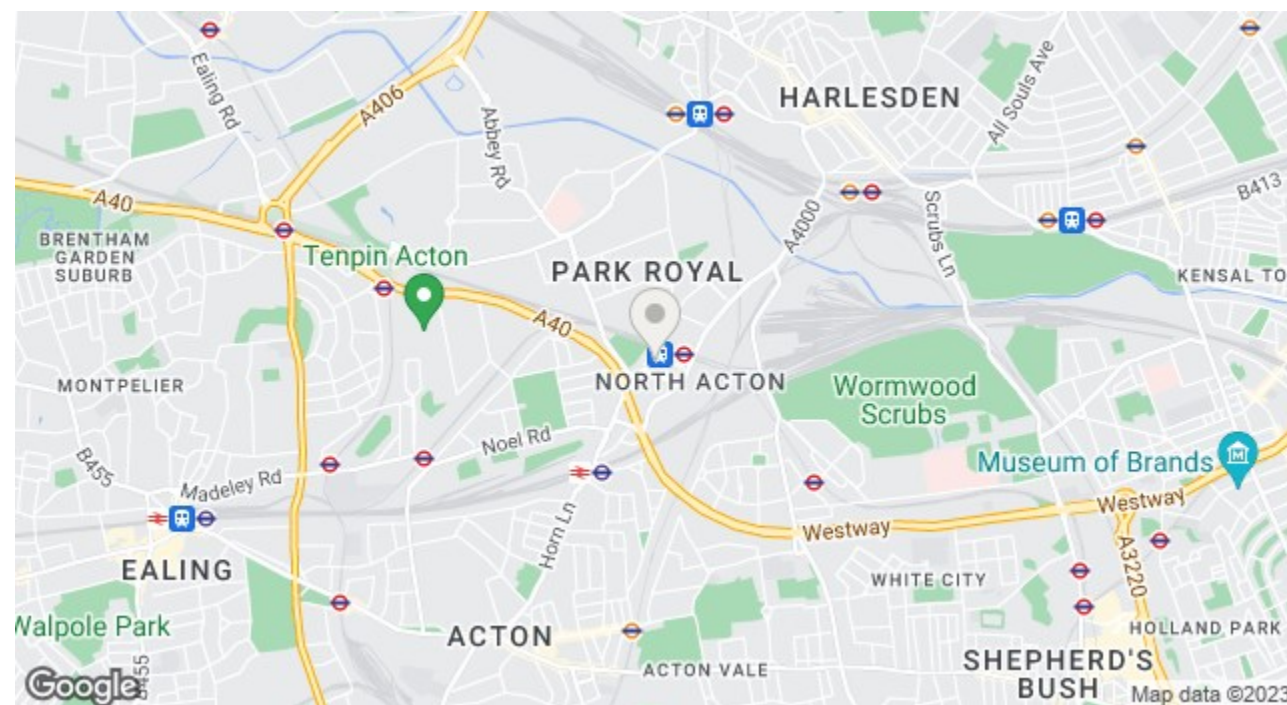 Ealing Rd
A406
Abbey Rd
HARLESDEN
All Souls Ave
B413
A40
BRENTHAM
GARDEN
SUBURB
Tenpin Acton
PARK ROYAL
A4000
Scrubs Ln
KENSAL TO
A40
NORTH ACTON
MONTPELIER
Wormwood
Scrubs
Noel Rd
B455
Madeley Rd
Museum of Brands
M
Westway
Westway
Horn Ln
A3220
EALING
WHITE CITY
Walpole Park
ACTON
HOLLAND PARK
ACTON VALE
SHEPHERD'S
BUSH
B455
Google
Map data ©2023